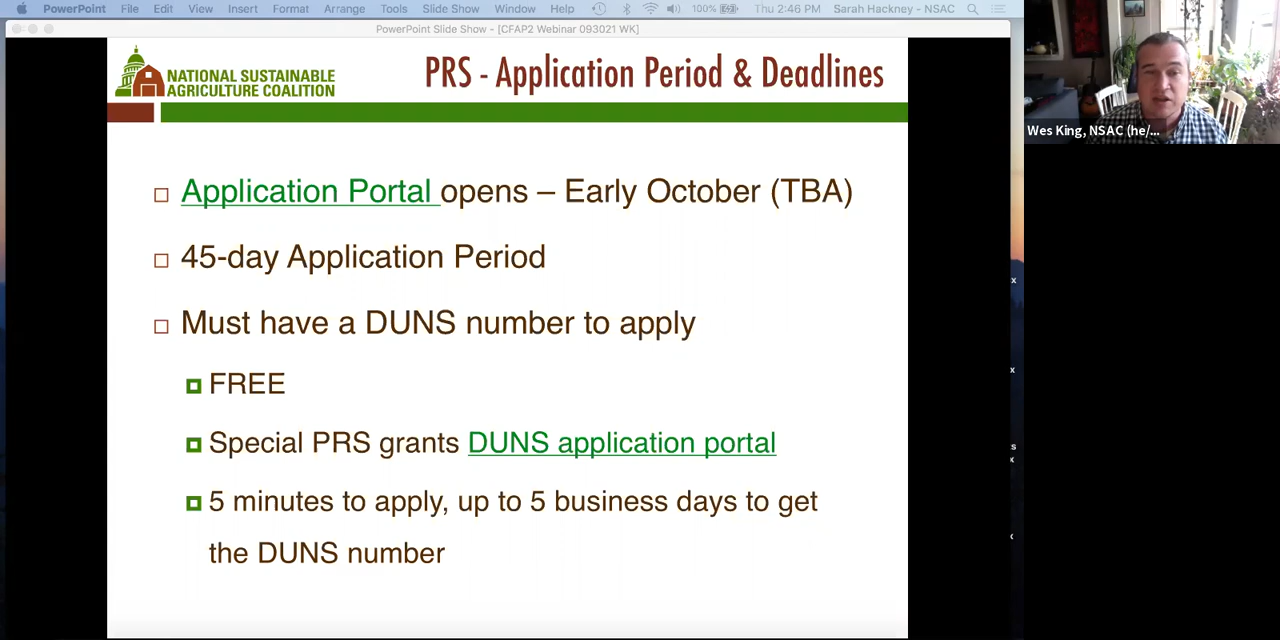 PowerPoint File Edit View Insert Format Arrange Tools Slide Show Window Help 100% Thu 2:46 PM Sarah Hackney - NSAC
PowerPoint Slide Show - [CFAP2 Webinar 093021 WK]
NATIONAL SUSTAINABLE
AGRICULTURE COALITION
PRS - Application Period & Deadlines
Application Portal opens – Early October (TBA)
45-day Application Period
Must have a DUNS number to apply
FREE
Special PRS grants DUNS application portal
5 minutes to apply, up to 5 business days to get
the DUNS number
Wes King, NSAC (he/...
x
x
s
x
x